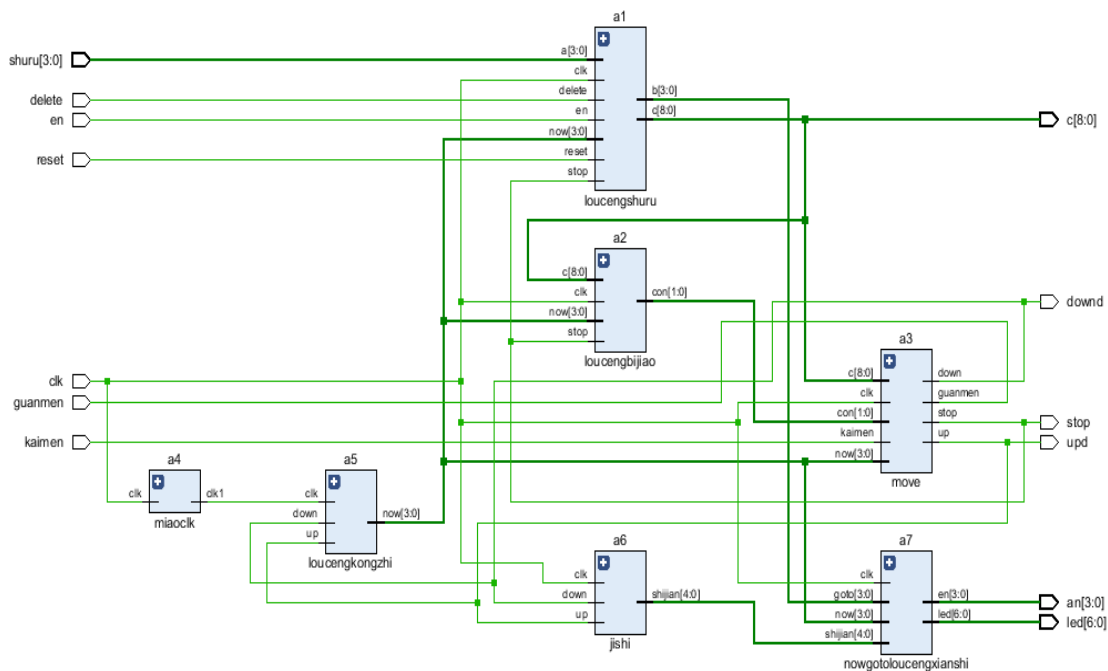 a1
shuru[3:0]
a[3:0]
clk
delete
delete
b[3:0]
en
en
c[8:0]
c[8:0]
now[3:0]
reset
reset
stop
loucengshuru
a2
c[8:0]
clk
con[1:0]
now[3:0]
stop
loucengbijiao
downd
a3
clk
c[8:0]
down
guanmen
clk
guanmen
con[1:0]
stop
stop
kaimen
kaimen
up
upd
now[3:0]
move
a4
clk
clk1
miaoclk
a5
clk
down
now[3:0]
up
loucengkongzhi
a6
clk
down
shijian[4:0]
up
jishi
a7
clk
goto[3:0]
en[3:0]
an[3:0]
now[3:0]
led[6:0]
led[6:0]
shijian[4:0]
nowgotoloucengxianshi